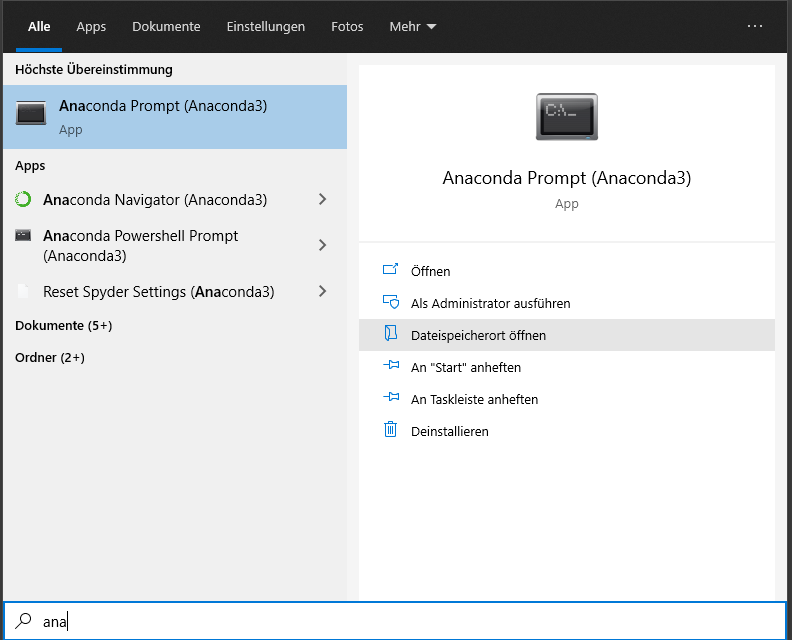 Alle Apps Dokumente Einstellungen Fotos Mehr ...
Höchste Übereinstimmung
Anaconda Prompt (Anaconda3)
App
Apps
Anaconda Navigator (Anaconda3)
Anaconda Powershell Prompt
(Anaconda3)
Reset Spyder Settings (Anaconda3)
Dokumente (5+)
Ordner (2+)
C:\_
Anaconda Prompt (Anaconda3)
App
Öffnen
Als Administrator ausführen
Dateispeicherort öffnen
An "Start" anheften
An Taskleiste anheften
Deinstallieren
ana